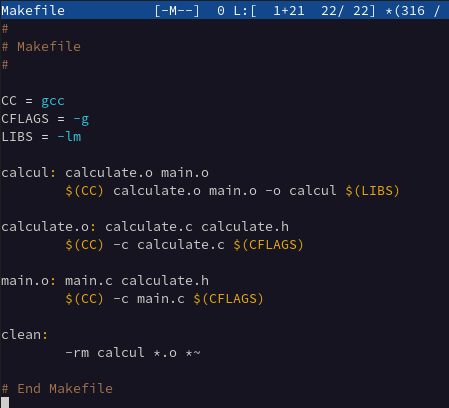 Makefile [-M--] 0 L:[ 1+21 22/ 22] *(316 /
#
# Makefile
#
CC = gcc
CFLAGS = -g
LIBS = -lm
calcul: calculate.o main.o
$(CC) calculate.o main.o -o calcul $(LIBS)
calculate.o: calculate.c calculate.h
$(CC) -c calculate.c $(CFLAGS)
main.o: main.c calculate.h
$(CC) -c main.c $(CFLAGS)
clean:
-rm calcul *.o *~
# End Makefile